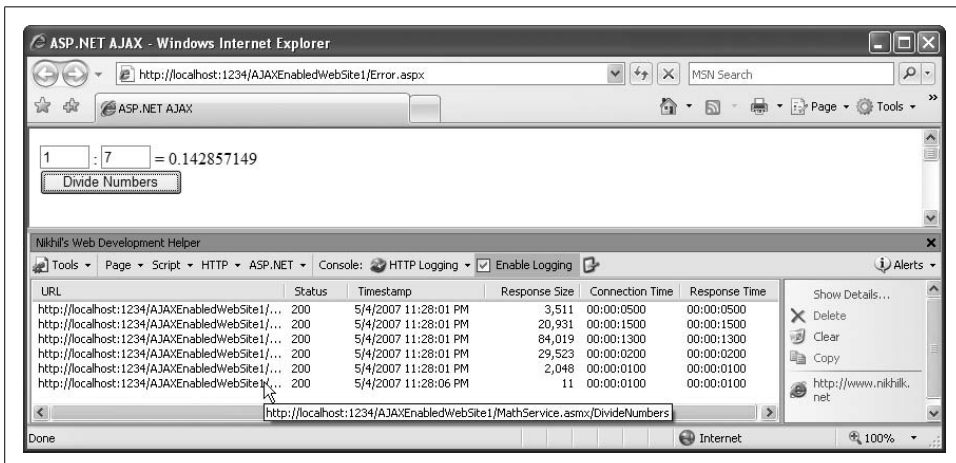 ASP.NET AJAX - Windows Internet Explorer
http://localhost:1234/AJAXEnabledWebSite1/Error.aspx
MSN Search
ASP.NET AJAX
Page
Tools
»
1 : 7 = 0.142857149
Divide Numbers
Nikhil's Web Development Helper
Tools Page Script HTTP ASP.NET Console: HTTP Logging Enable Logging Alerts
URL Status Timestamp Response Size Connection Time Response Time
http://localhost:1234/AJAXEnabledWebSite1/... 200 5/4/2007 11:28:01 PM 3,511 00:00:0500 00:00:0500
http://localhost:1234/AJAXEnabledWebSite1/... 200 5/4/2007 11:28:01 PM 20,931 00:00:1500 00:00:1500
http://localhost:1234/AJAXEnabledWebSite1/... 200 5/4/2007 11:28:01 PM 84,019 00:00:1300 00:00:1300
http://localhost:1234/AJAXEnabledWebSite1/... 200 5/4/2007 11:28:01 PM 29,523 00:00:0200 00:00:0200
http://localhost:1234/AJAXEnabledWebSite1/... 200 5/4/2007 11:28:01 PM 2,048 00:00:0100 00:00:0100
http://localhost:1234/AJAXEnabledWebSite1/... 200 5/4/2007 11:28:06 PM 11 00:00:0100 00:00:0100
http://localhost:1234/AJAXEnabledWebSite1/MathService.asmx/DivideNumbers
Show Details...
Delete
Clear
Copy
http://www.nikhilk.
net
Done
Internet
100%